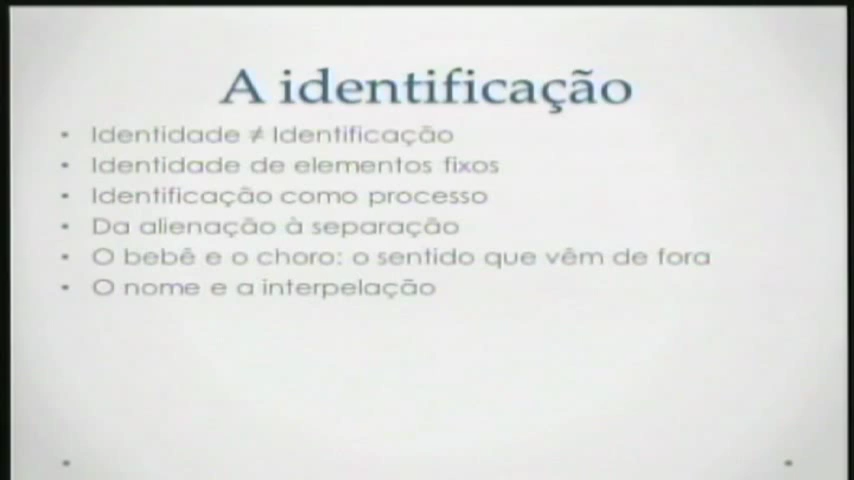 A identificação
• Identidade ≠ Identificação
• Identidade de elementos fixos
• Identificação como processo
• Da alienação à separação
• O bebê e o choro: o sentido que vêm de fora
• O nome e a interpelação